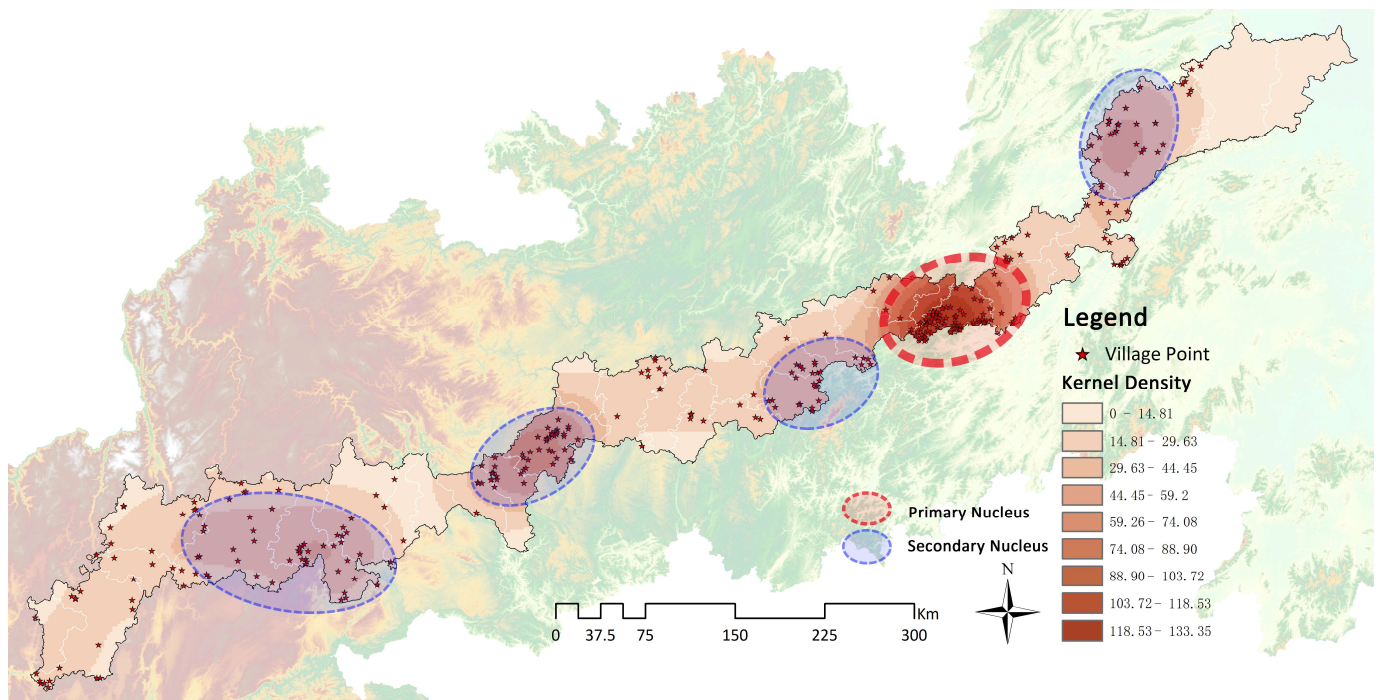 Legend
Village Point
Kernel Density
0 - 14.81
14.81 - 29.63
29.63 - 44.45
44.45 - 59.2
59.26 - 74.08
74.08 - 88.90
88.90 - 103.72
103.72 - 118.53
118.53 - 133.35
Primary Nucleus
Secondary Nucleus
N
Km
0 37.5 75 150 225 300